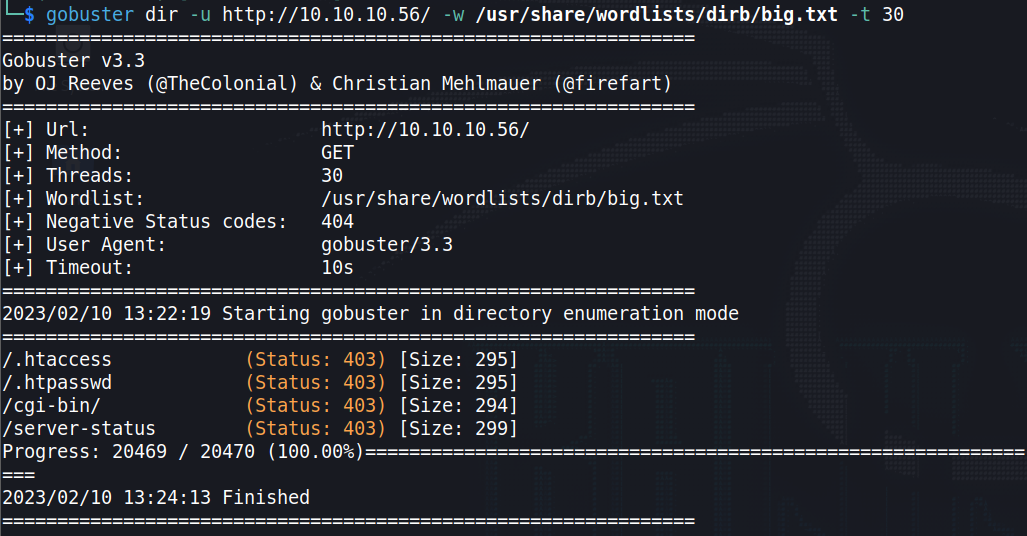 └─$ gobuster dir -u http://10.10.10.56/ -w /usr/share/wordlists/dirb/big.txt -t 30
===============================================================
Gobuster v3.3
by OJ Reeves (@TheColonial) & Christian Mehlmauer (@firefart)
===============================================================
[+] Url:                     http://10.10.10.56/
[+] Method:                  GET
[+] Threads:                 30
[+] Wordlist:                /usr/share/wordlists/dirb/big.txt
[+] Negative Status codes:   404
[+] User Agent:              gobuster/3.3
[+] Timeout:                 10s
===============================================================
2023/02/10 13:22:19 Starting gobuster in directory enumeration mode
===============================================================
/.htaccess            (Status: 403) [Size: 295]
/.htpasswd            (Status: 403) [Size: 295]
/cgi-bin/             (Status: 403) [Size: 294]
/server-status        (Status: 403) [Size: 299]
Progress: 20469 / 20470 (100.00%)============================================================
===
2023/02/10 13:24:13 Finished
===============================================================